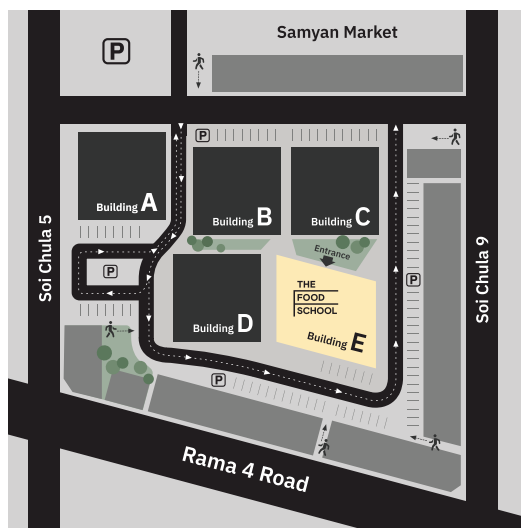 P
Samyan Market
P
Building A
Building B
Building C
Soi Chula 5
Soi Chula 9
Entrance
P
P
THE
FOOD
SCHOOL
Building D
Building E
P
Rama 4 Road